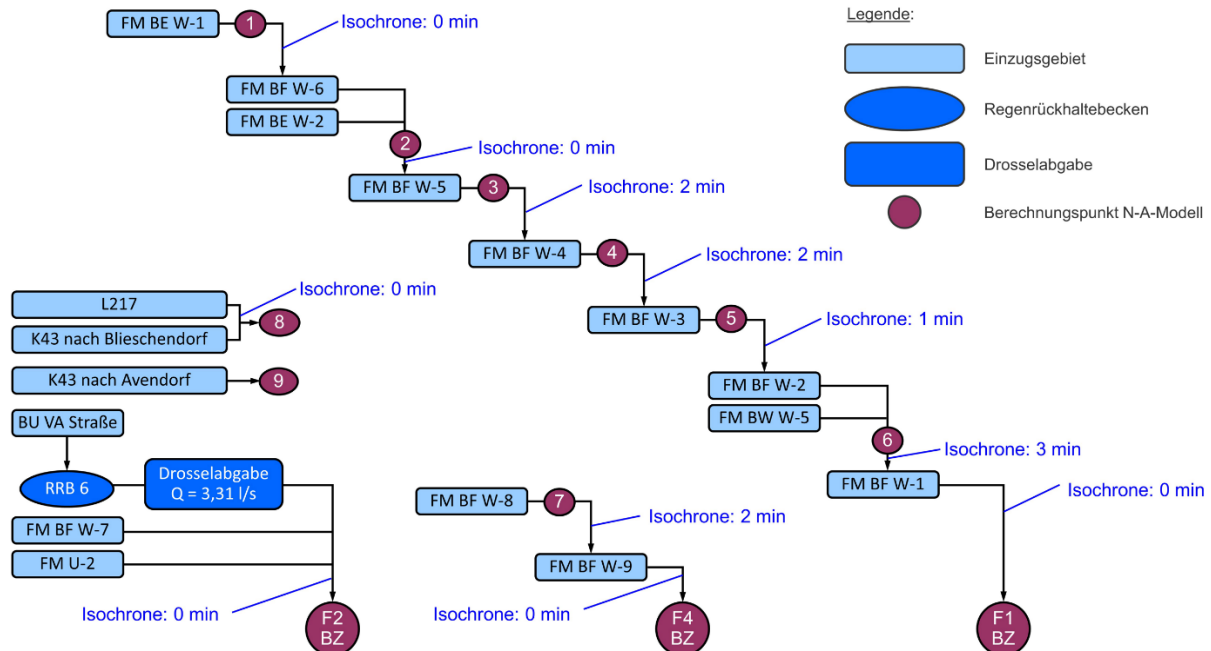 FM BE W-1
1
Isochrone: 0 min
Legende:
Einzugsgebiet
FM BF W-6
FM BE W-2
Regenrückhaltebecken
2
Isochrone: 0 min
FM BF W-5
3
Isochrone: 2 min
Drosselabgabe
Berechnungspunkt N-A-Modell
FM BF W-4
4
Isochrone: 2 min
L217
K43 nach Blieschendorf
Isochrone: 0 min
8
FM BF W-3
5
Isochrone: 1 min
K43 nach Avendorf
9
FM BF W-2
FM BW W-5
6
Isochrone: 3 min
BU VA Straße
RRB 6
Drosselabgabe
Q = 3,31 l/s
FM BF W-1
Isochrone: 0 min
FM BF W-8
7
Isochrone: 2 min
FM BF W-7
FM U-2
FM BF W-9
Isochrone: 0 min
F2
BZ
Isochrone: 0 min
F4
BZ
F1
BZ